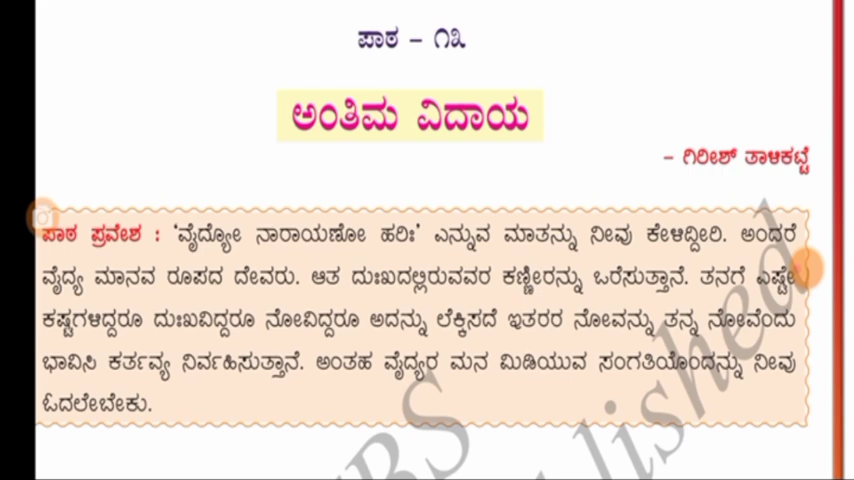 ಪಾಠ – ೧೩
ಅಂತಿಮ ವಿದಾಯ
– ಗಿರೀಶ್ ತಾಳಿಕಟ್ಟೆ
ಪಾಠ ಪ್ರವೇಶ : 'ವೈದ್ಯೋ ನಾರಾಯಣೋ ಹರಿಃ' ಎನ್ನುವ ಮಾತನ್ನು ನೀವು ಕೇಳಿದ್ದೀರಿ. ಅಂದರೆ
ವೈದ್ಯ ಮಾನವ ರೂಪದ ದೇವರು. ಆತ ದುಃಖದಲ್ಲಿರುವವರ ಕಣ್ಣೀರನ್ನು ಒರೆಸುತ್ತಾನೆ. ತನಗೆ ಎಷ್ಟೇ
ಕಷ್ಟಗಳಿದ್ದರೂ ದುಃಖವಿದ್ದರೂ ನೋವಿದ್ದರೂ ಅದನ್ನು ಲೆಕ್ಕಿಸದೆ ಇತರರ ನೋವನ್ನು ತನ್ನ ನೋವೆಂದು
ಭಾವಿಸಿ ಕರ್ತವ್ಯ ನಿರ್ವಹಿಸುತ್ತಾನೆ. ಅಂತಹ ವೈದ್ಯರ ಮನ ಮಿಡಿಯುವ ಸಂಗತಿಯೊಂದನ್ನು ನೀವು
ಓದಲೇಬೇಕು.